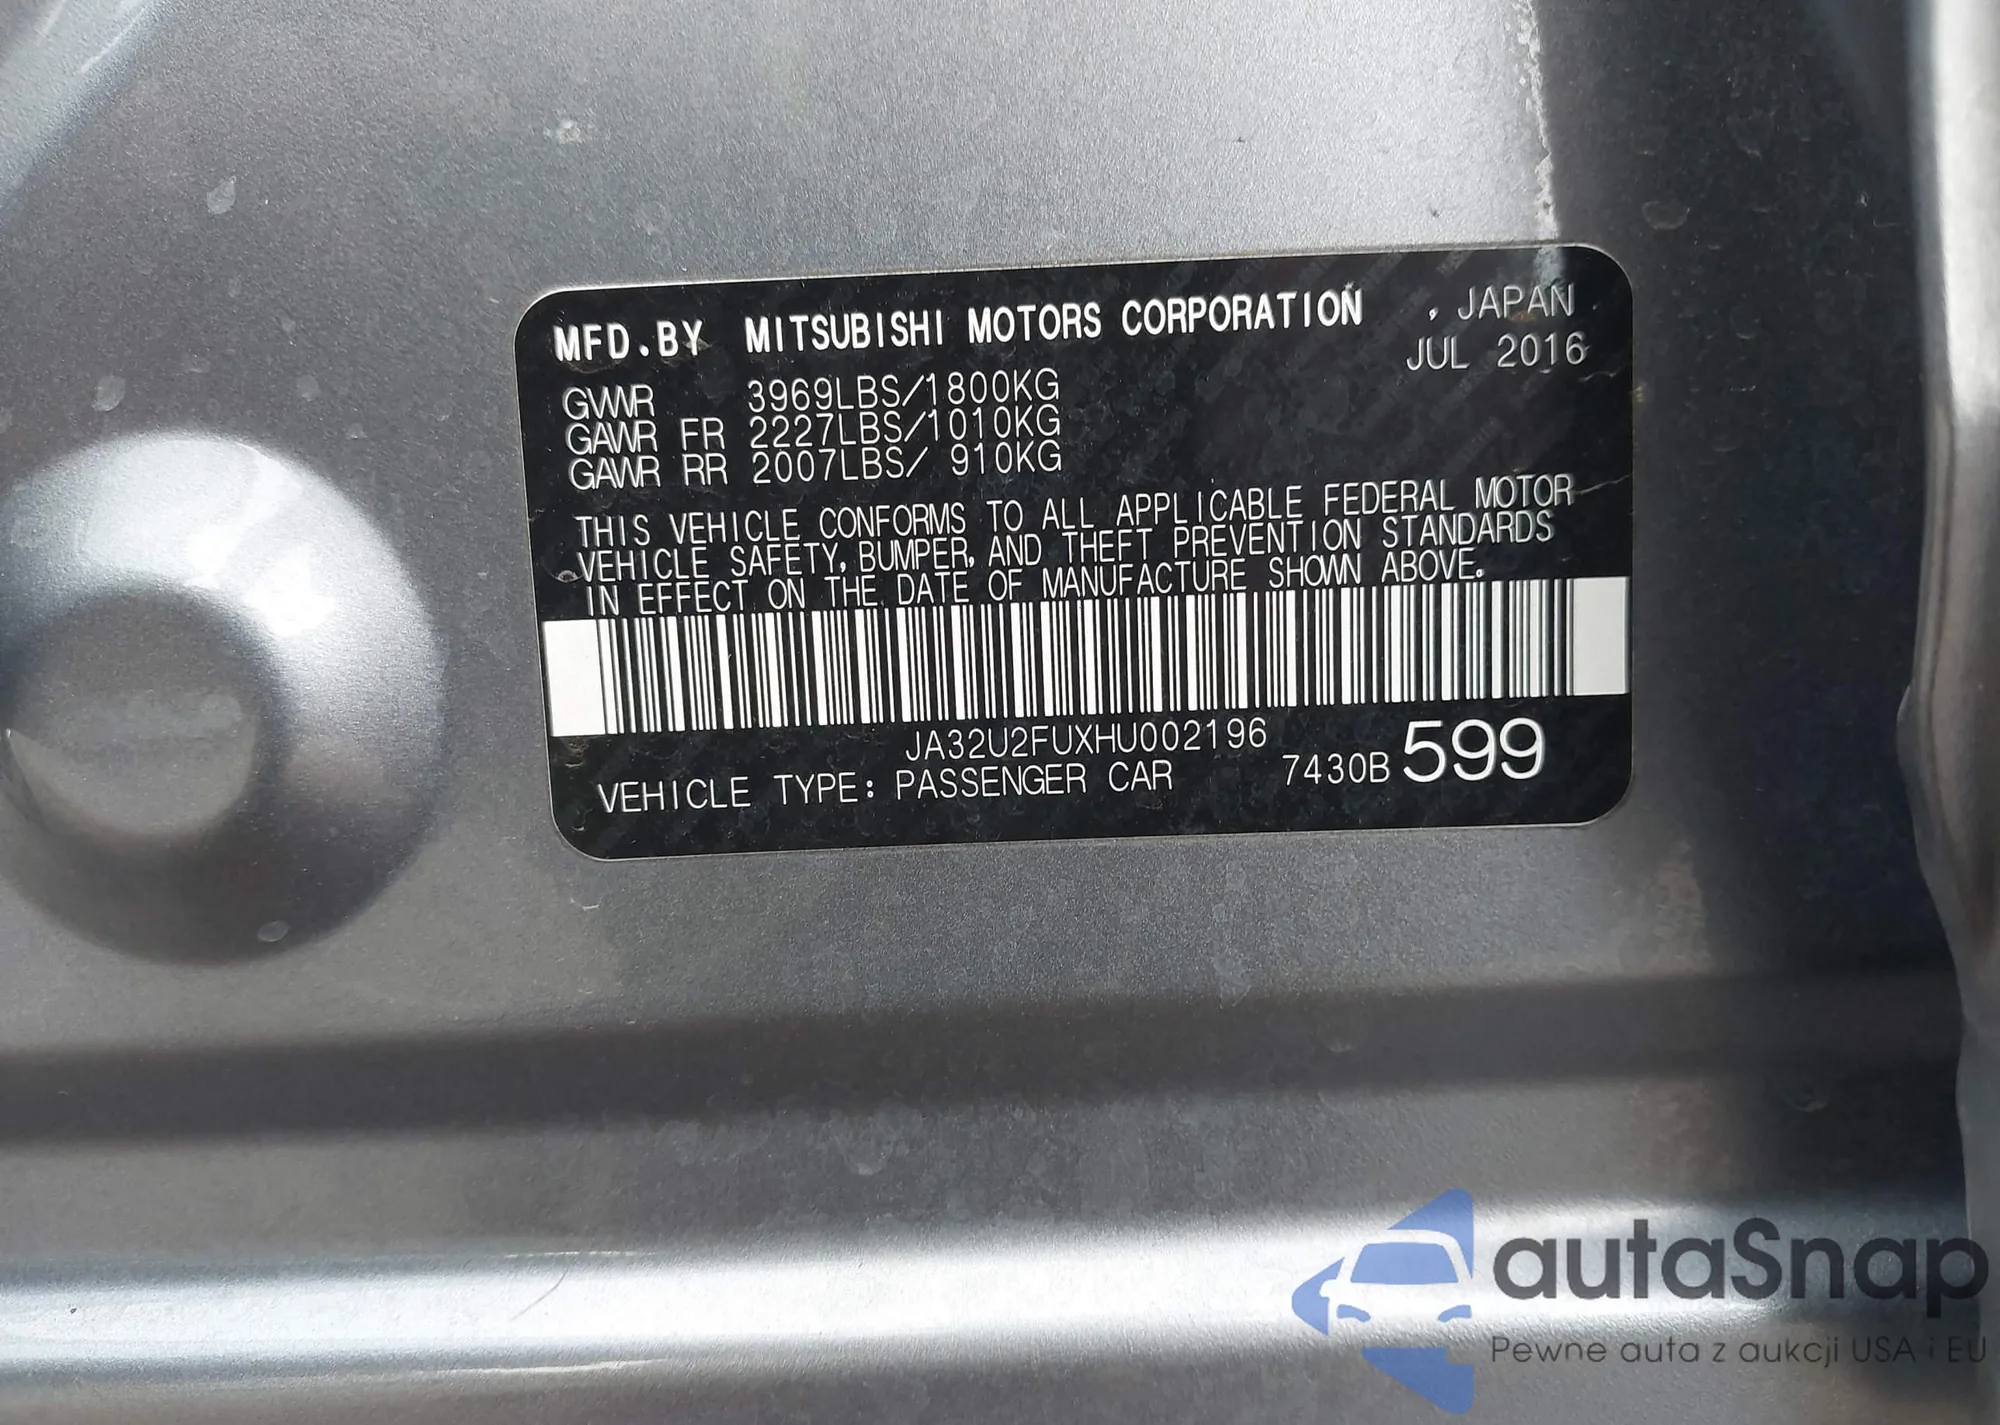 MFD.BY MITSUBISHI MOTORS CORPORATION , JAPAN
JUL 2016
GVWR 3969LBS/1800KG
GAWR FR 2227LBS/1010KG
GAWR RR 2007LBS/ 910KG
THIS VEHICLE CONFORMS TO ALL APPLICABLE FEDERAL MOTOR
VEHICLE SAFETY, BUMPER, AND THEFT PREVENTION STANDARDS
IN EFFECT ON THE DATE OF MANUFACTURE SHOWN ABOVE.
JA32U2FUXHU002196
VEHICLE TYPE: PASSENGER CAR 7430B 599
autaSnap
Pewne auta z aukcji USA i EU